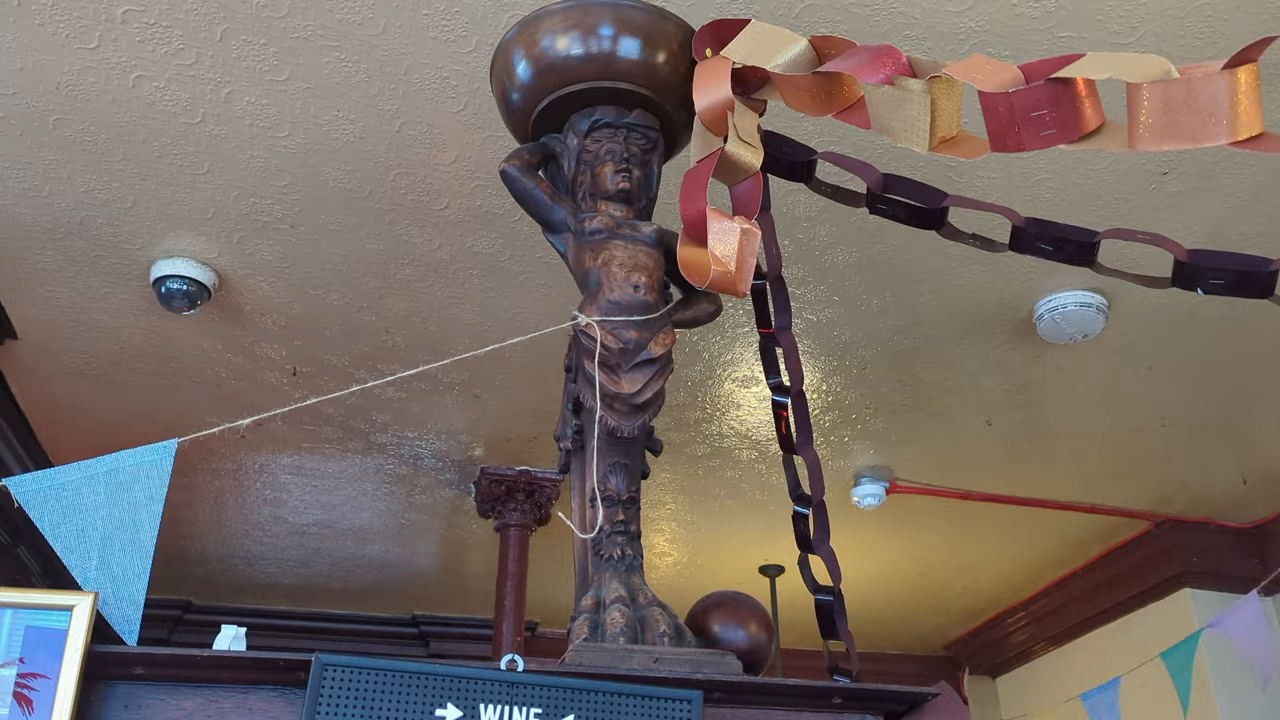 → WINE ←